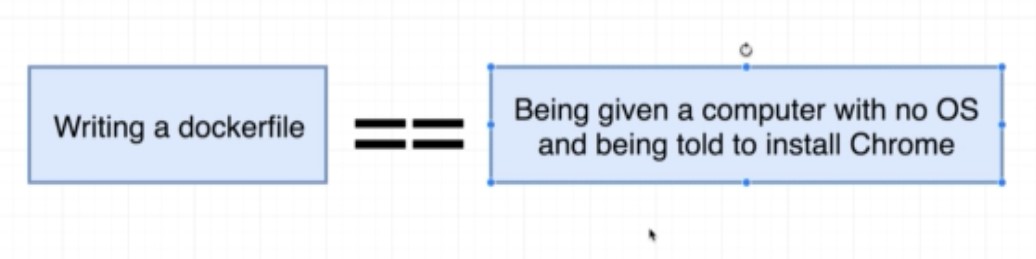 Writing a dockerfile
==
Being given a computer with no OS
and being told to install Chrome